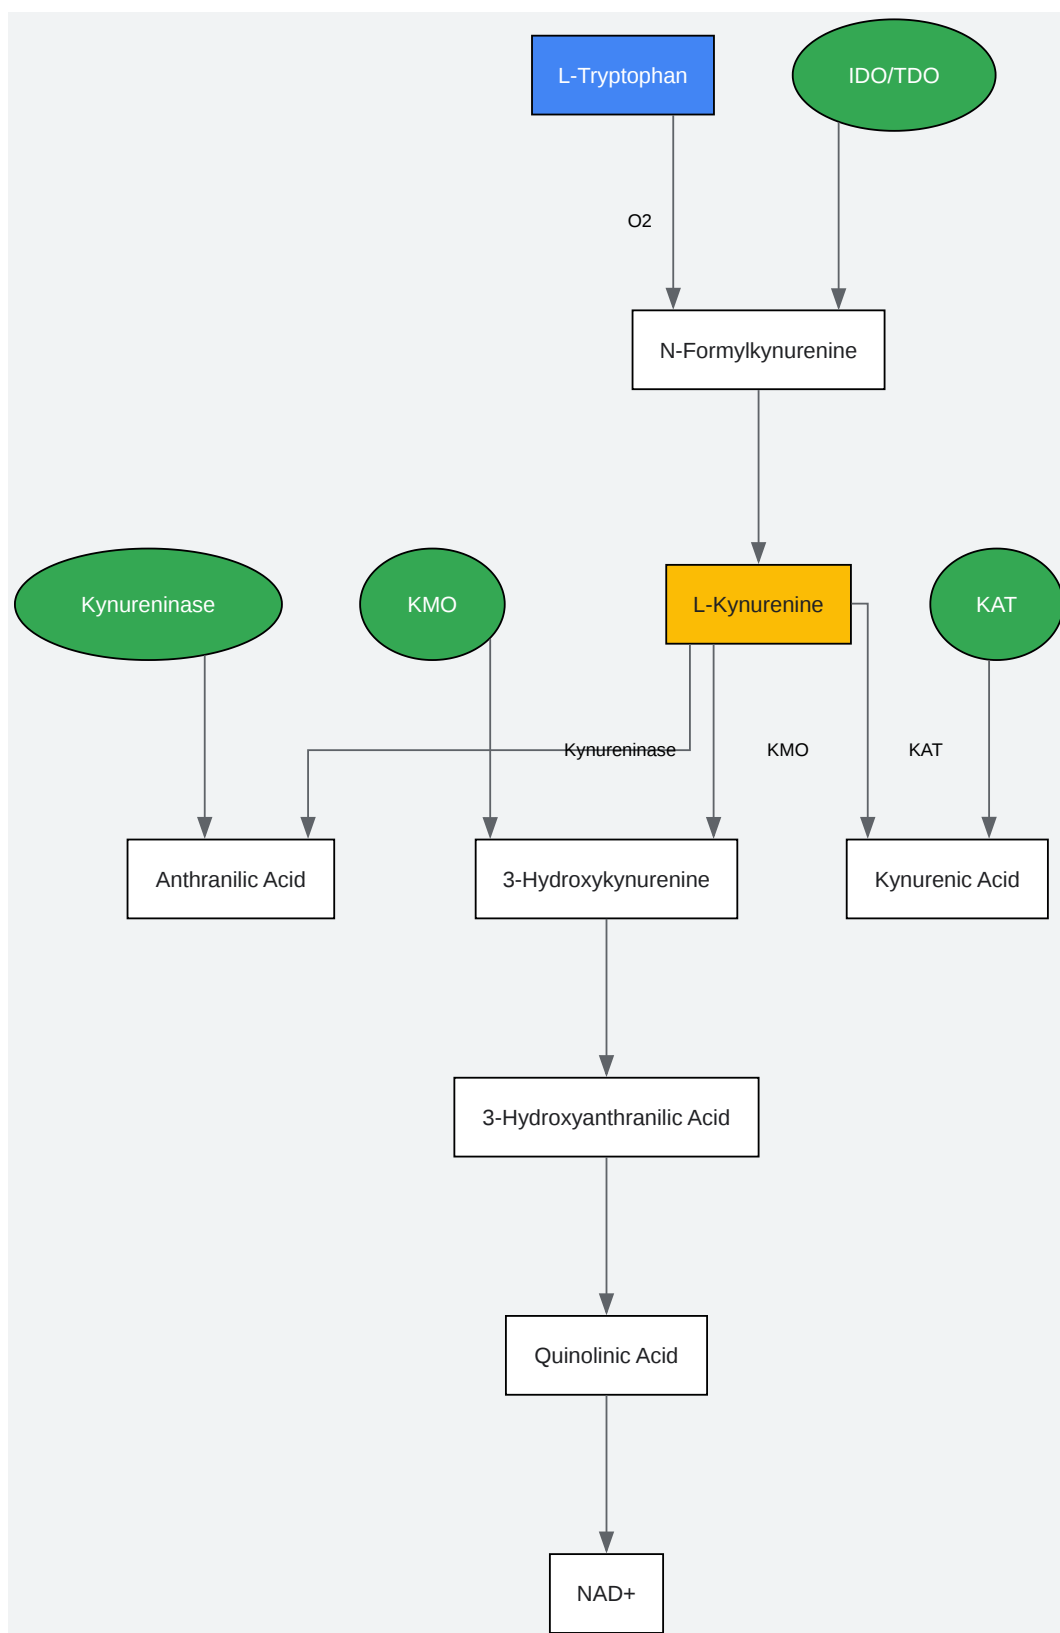 L-Tryptophan
IDO/TDO
O2
N-Formylkynurenine
Kynureninase
KMO
L-Kynurenine
KAT
Kynureninase
KMO
KAT
Anthranilic Acid
3-Hydroxykynurenine
Kynurenic Acid
3-Hydroxyanthranilic Acid
Quinolinic Acid
NAD+